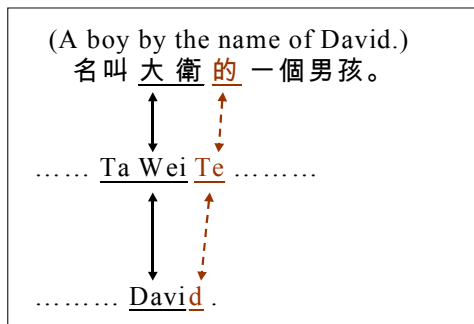 (A boy by the name of David.)
名叫 大衛 的 一個男孩。
…… Ta Wei Te ………
……… David .